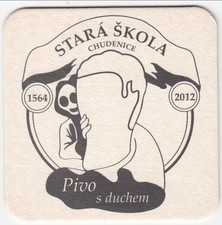 STARÁ ŠKOLA
CHUDENICE
1564
2012
Pivo
s duchem